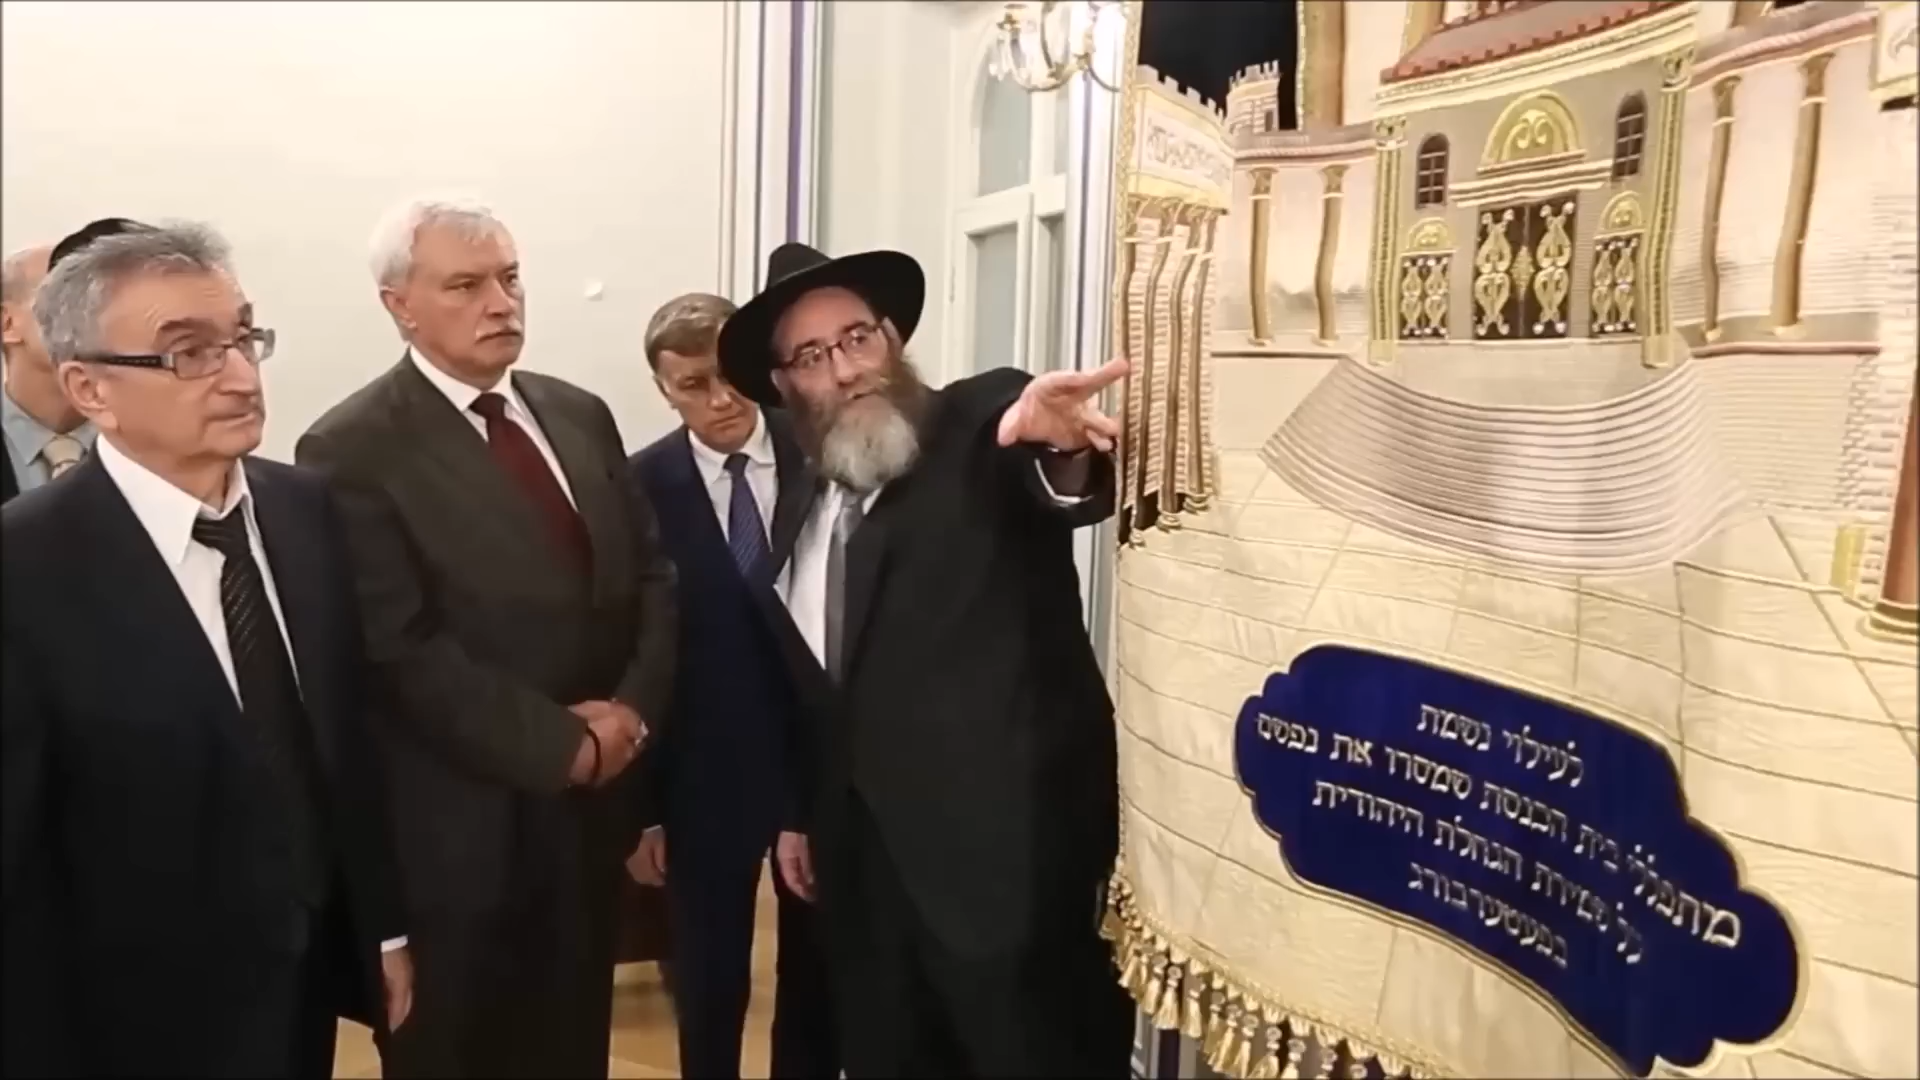 לעילוי נשמת
מתפללי בית הכנסת שמסרו את נפשם
על שמירת הגחלת היהודית
בפעטערבורג